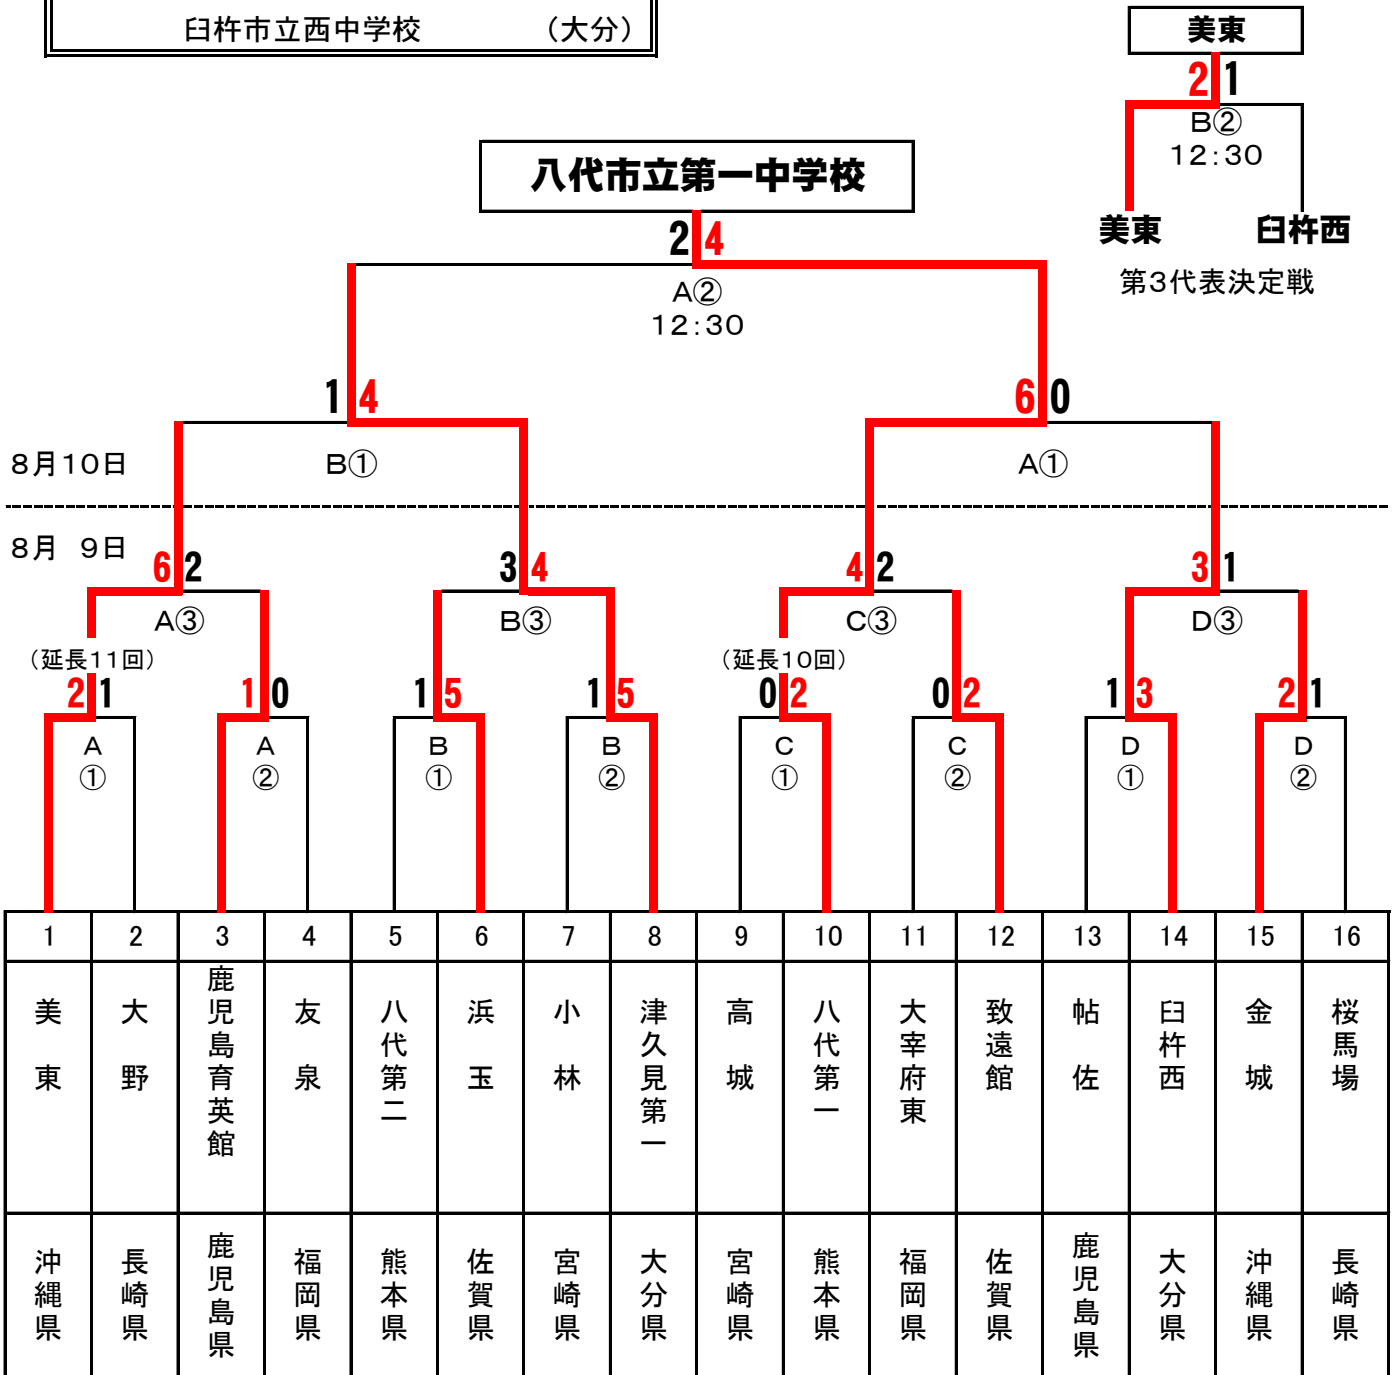 臼杵市立西中学校 （大分）
美東
2 1
B②
12:30
美東 臼杵西
第3代表決定戦
八代市立第一中学校
2 4
A②
12:30
1 4
6 0
8月10日
B①
A①
8月 9日
6 2
3 4
4 2
3 1
A③
B③
C③
D③
（延長11回）
（延長10回）
2 1
1 0
1 5
1 5
0 2
0 2
1 3
2 1
A
①
A
②
B
①
B
②
C
①
C
②
D
①
D
②
1 2 3 4 5 6 7 8 9 10 11 12 13 14 15 16
美東
大野
鹿児島育英館
友泉
八代第二
浜玉
小林
津久見第一
高城
八代第一
大宰府東
致遠館
帖佐
臼杵西
金城
桜馬場
沖縄県
長崎県
鹿児島県
福岡県
熊本県
佐賀県
宮崎県
大分県
宮崎県
熊本県
福岡県
佐賀県
鹿児島県
大分県
沖縄県
長崎県